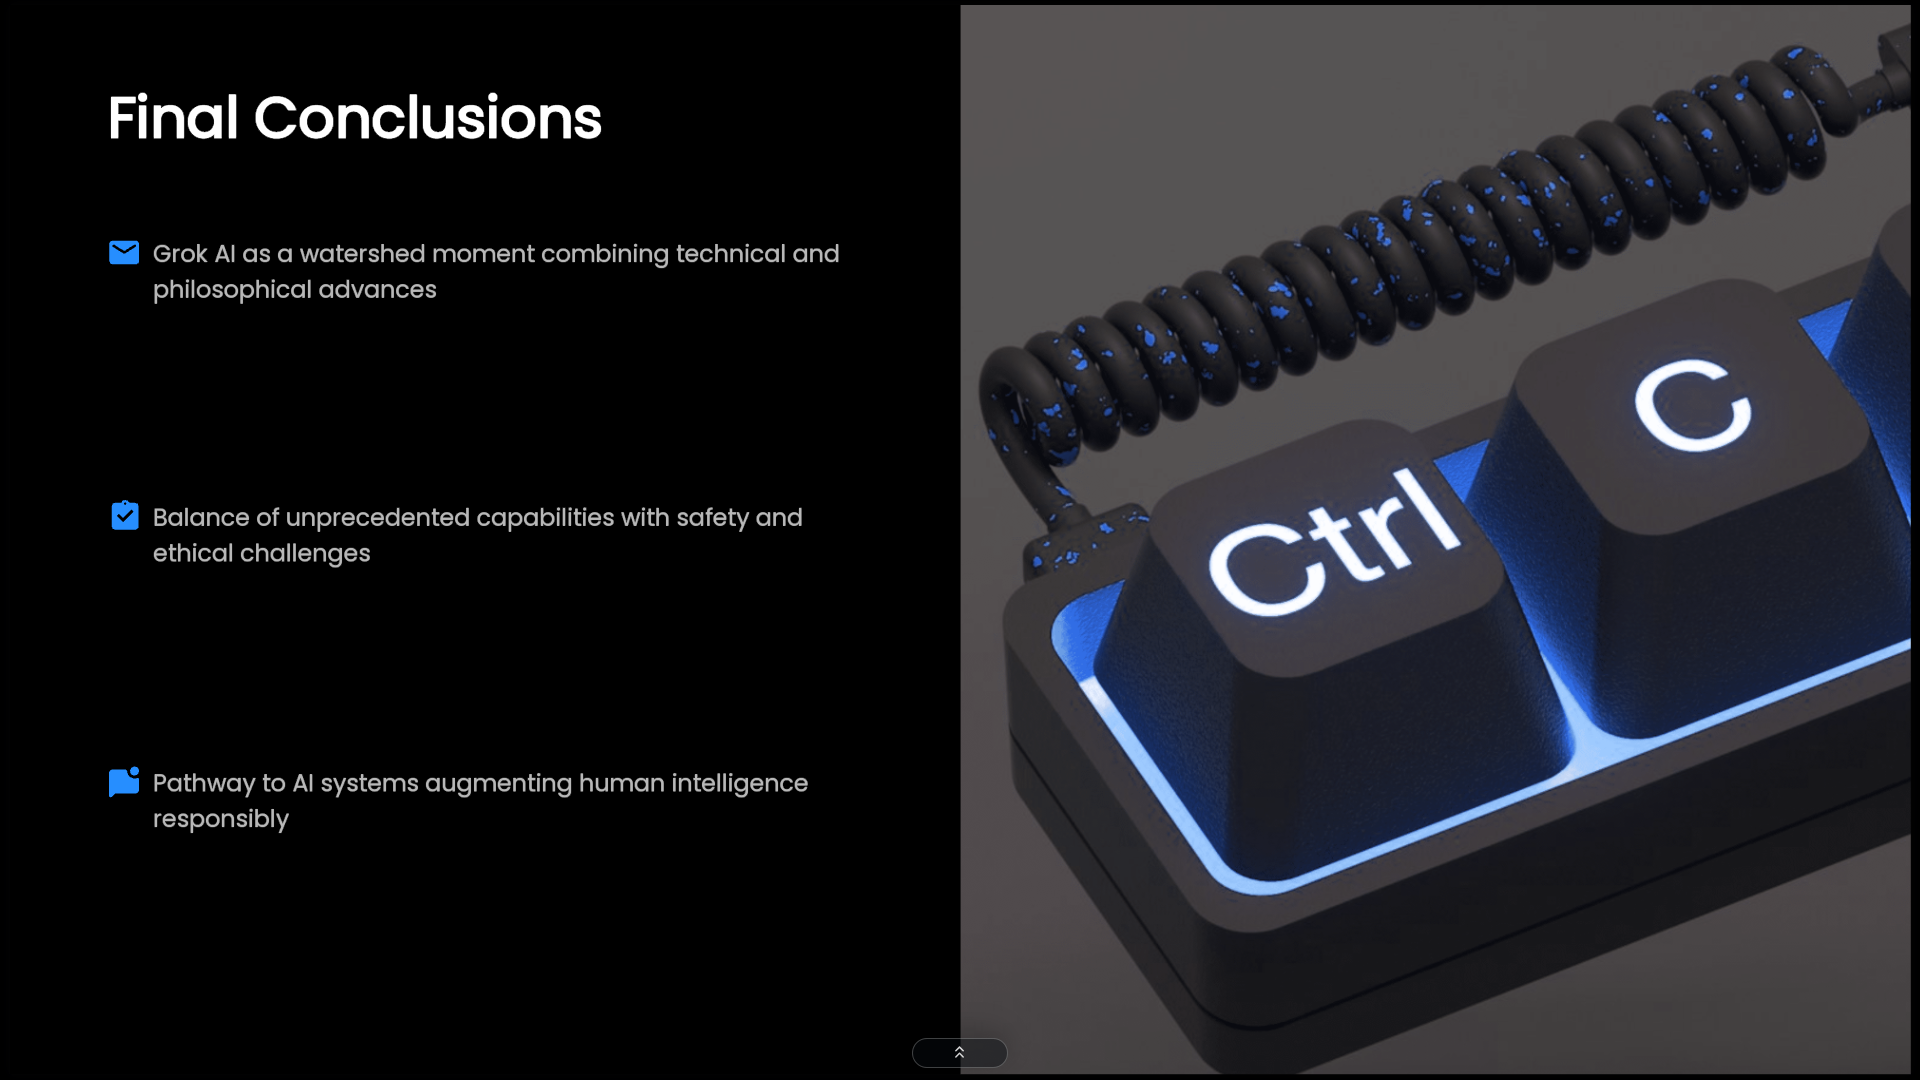 Final Conclusions
Grok AI as a watershed moment combining technical and
philosophical advances
Balance of unprecedented capabilities with safety and
ethical challenges
Pathway to AI systems augmenting human intelligence
responsibly
Ctrl
C